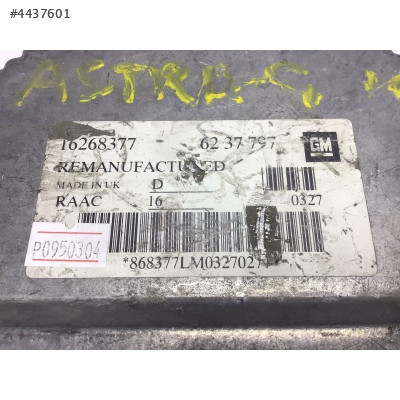 #4437601
ASTRA-G
16268377 62 37 797
GM
REMANUFACTURED
MADE IN UK D
RAAC 16 0327
P0950304
*868377LM032702